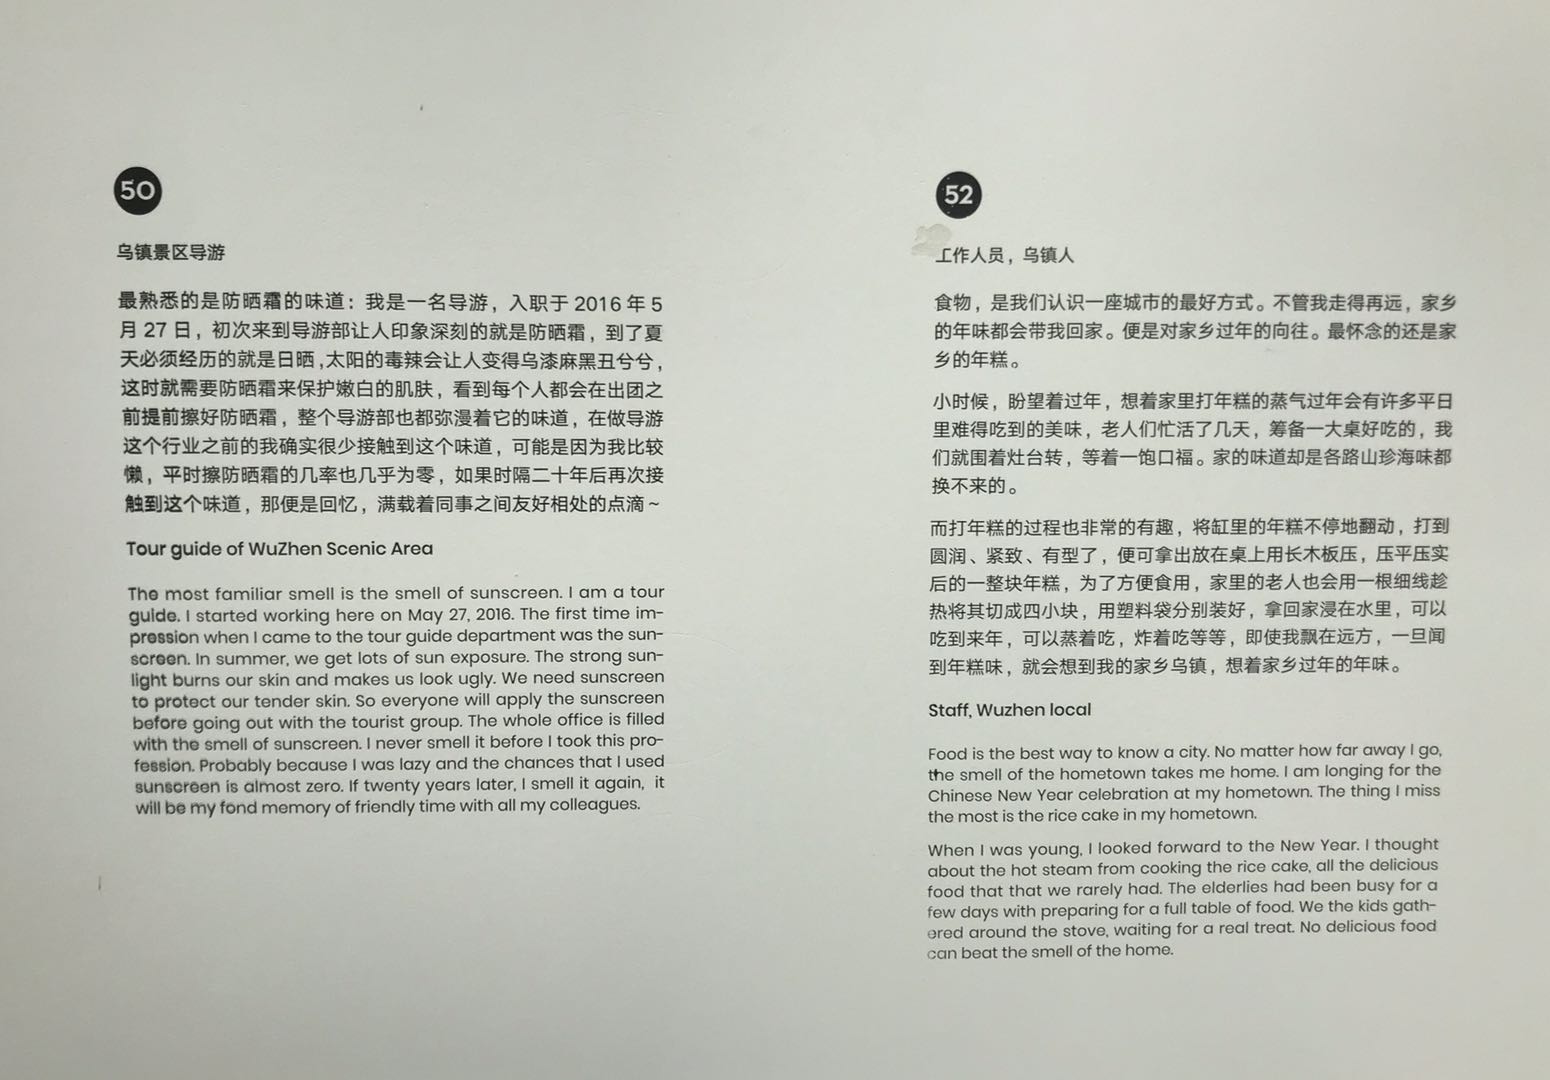 50
乌镇景区导游
最熟悉的是防晒霜的味道：我是一名导游，入职于 2016 年 5
月 27 日，初次来到导游部让人印象深刻的就是防晒霜，到了夏
天必须经历的就是日晒,太阳的毒辣会让人变得乌漆麻黑丑兮兮，
这时就需要防晒霜来保护嫩白的肌肤，看到每个人都会在出团之
前提前擦好防晒霜，整个导游部也都弥漫着它的味道，在做导游
这个行业之前的我确实很少接触到这个味道，可能是因为我比较
懒，平时擦防晒霜的几率也几乎为零，如果时隔二十年后再次接
触到这个味道，那便是回忆，满载着同事之间友好相处的点滴～
Tour guide of WuZhen Scenic Area
The most familiar smell is the smell of sunscreen. I am a tour
guide. I started working here on May 27, 2016. The first time im-
pression when I came to the tour guide department was the sun-
screen. In summer, we get lots of sun exposure. The strong sun-
light burns our skin and makes us look ugly. We need sunscreen
to protect our tender skin. So everyone will apply the sunscreen
before going out with the tourist group. The whole office is filled
with the smell of sunscreen. I never smell it before I took this pro-
fession. Probably because I was lazy and the chances that I used
sunscreen is almost zero. If twenty years later, I smell it again, it
will be my fond memory of friendly time with all my colleagues.
52
工作人员，乌镇人
食物，是我们认识一座城市的最好方式。不管我走得再远，家乡
的年味都会带我回家。便是对家乡过年的向往。最怀念的还是家
乡的年糕。
小时候，盼望着过年，想着家里打年糕的蒸气过年会有许多平日
里难得吃到的美味，老人们忙活了几天，筹备一大桌好吃的，我
们就围着灶台转，等着一饱口福。家的味道却是各路山珍海味都
换不来的。
而打年糕的过程也非常的有趣，将缸里的年糕不停地翻动，打到
圆润、紧致、有型了，便可拿出放在桌上用长木板压，压平压实
后的一整块年糕，为了方便食用，家里的老人也会用一根细线趁
热将其切成四小块，用塑料袋分别装好，拿回家浸在水里，可以
吃到来年，可以蒸着吃，炸着吃等等，即使我飘在远方，一旦闻
到年糕味，就会想到我的家乡乌镇，想着家乡过年的年味。
Staff, Wuzhen local
Food is the best way to know a city. No matter how far away I go,
the smell of the hometown takes me home. I am longing for the
Chinese New Year celebration at my hometown. The thing I miss
the most is the rice cake in my hometown.
When I was young, I looked forward to the New Year. I thought
about the hot steam from cooking the rice cake, all the delicious
food that that we rarely had. The elderlies had been busy for a
few days with preparing for a full table of food. We the kids gath-
ered around the stove, waiting for a real treat. No delicious food
can beat the smell of the home.